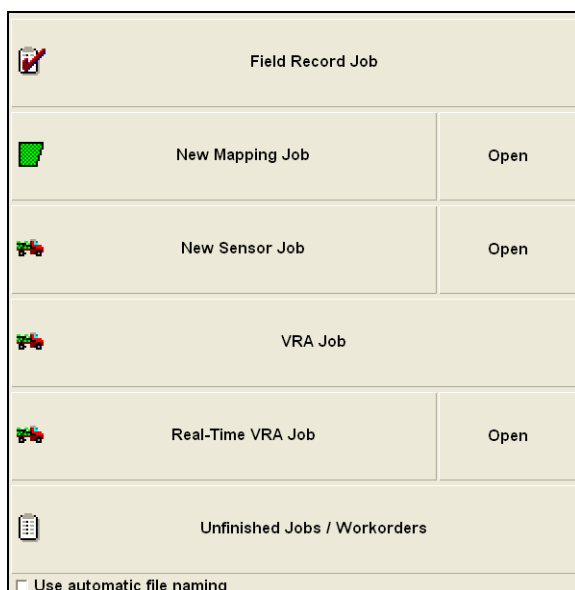 Field Record Job
New Mapping Job
Open
New Sensor Job
Open
VRA Job
Real-Time VRA Job
Open
Unfinished Jobs / Workorders
Use automatic file naming